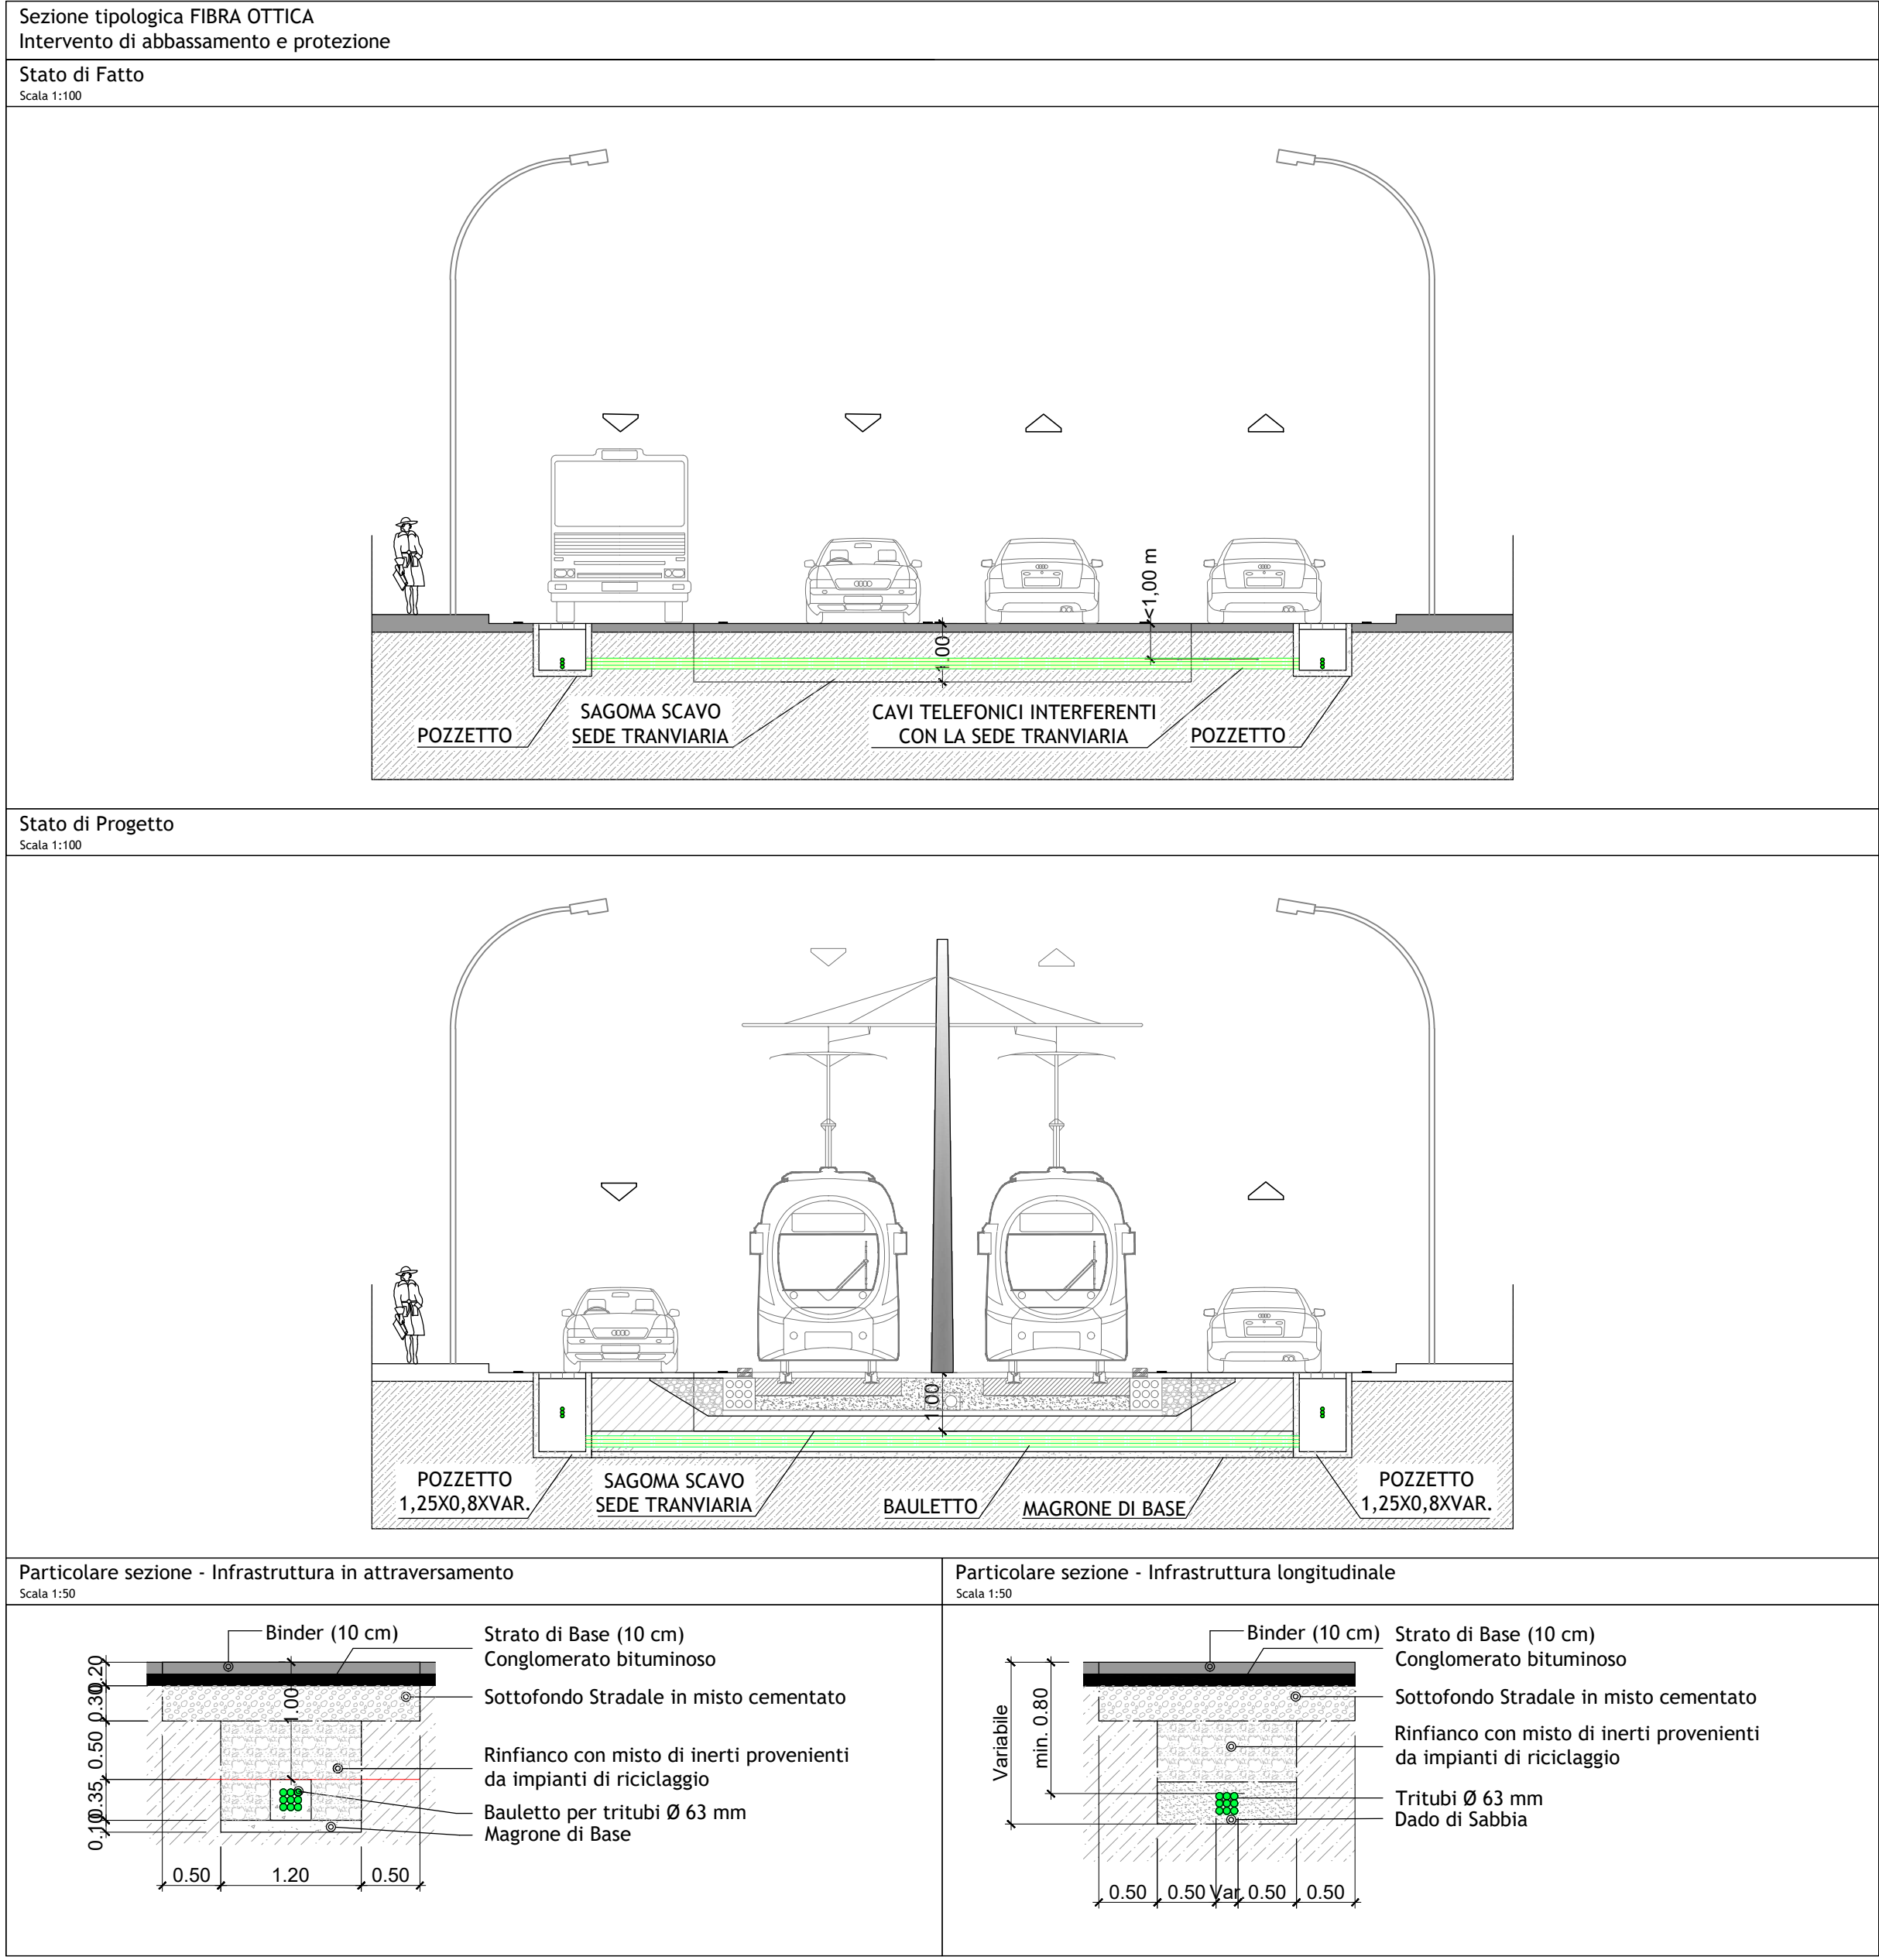 Sezione tipologica FIBRA OTTICA
Intervento di abbassamento e protezione
Stato di Fatto
Scala 1:100
<1,00 m
1.00
POZZETTO
SAGOMA SCAVO
SEDE TRANVIARIA
CAVI TELEFONICI INTERFERENTI
CON LA SEDE TRANVIARIA
POZZETTO
Stato di Progetto
Scala 1:100
1.00
POZZETTO
1,25X0,8XVAR.
SAGOMA SCAVO
SEDE TRANVIARIA
BAULETTO
MAGRONE DI BASE
POZZETTO
1,25X0,8XVAR.
Particolare sezione - Infrastruttura in attraversamento
Scala 1:50
Binder (10 cm)
Strato di Base (10 cm)
Conglomerato bituminoso
Sottofondo Stradale in misto cementato
Rinfianco con misto di inerti provenienti
da impianti di riciclaggio
Bauletto per tritubi Ø 63 mm
Magrone di Base
0.20
0.30
0.50
0.35
0.10
1.00
0.50
1.20
0.50
Particolare sezione - Infrastruttura longitudinale
Scala 1:50
Binder (10 cm)
Strato di Base (10 cm)
Conglomerato bituminoso
Sottofondo Stradale in misto cementato
Rinfianco con misto di inerti provenienti
da impianti di riciclaggio
Tritubi Ø 63 mm
Dado di Sabbia
Variabile
min. 0.80
0.50
0.50
Var.
0.50
0.50